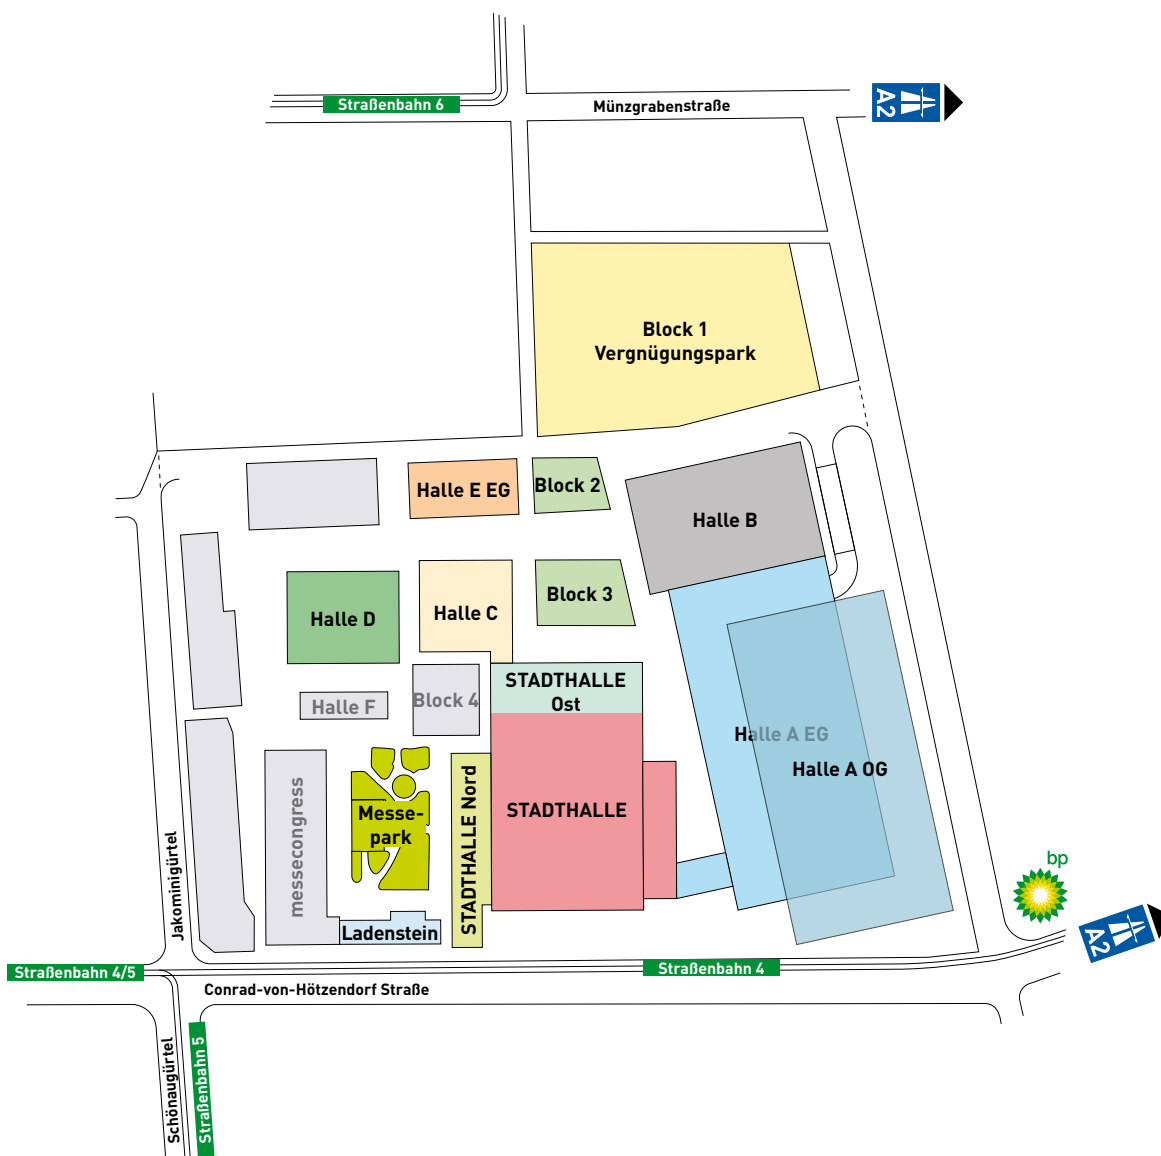 Straßenbahn 6
Münzgrabenstraße
A2
Block 1
Vergnügungspark
Halle E EG
Block 2
Halle B
Halle D
Halle C
Block 3
STADTHALLE
Ost
Halle F
Block 4
Halle A EG
Halle A OG
messecongress
Messe-
park
STADTHALLE Nord
STADTHALLE
Jakominigürtel
Ladenstein
bp
A2
Straßenbahn 4/5
Straßenbahn 4
Conrad-von-Hötzendorf Straße
Schönaugürtel
Straßenbahn 5